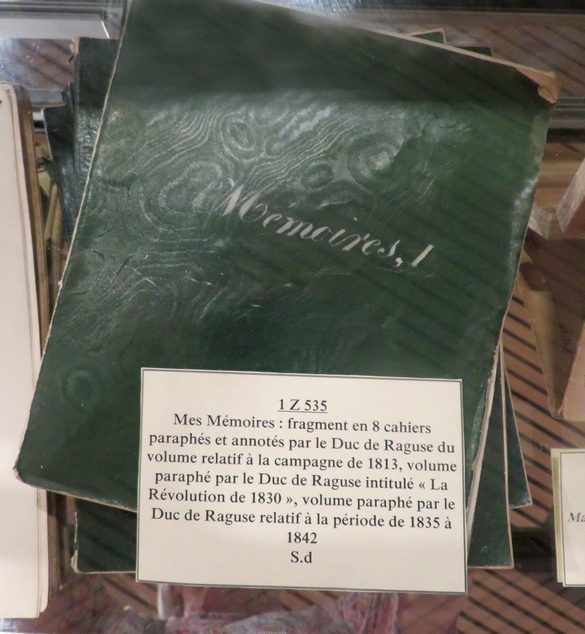 Mémoires, 1
1 Z 535
Mes Mémoires : fragment en 8 cahiers
paraphés et annotés par le Duc de Raguse du
volume relatif à la campagne de 1813, volume
paraphé par le Duc de Raguse intitulé « La
Révolution de 1830 », volume paraphé par le
Duc de Raguse relatif à la période de 1835 à
1842
S.d